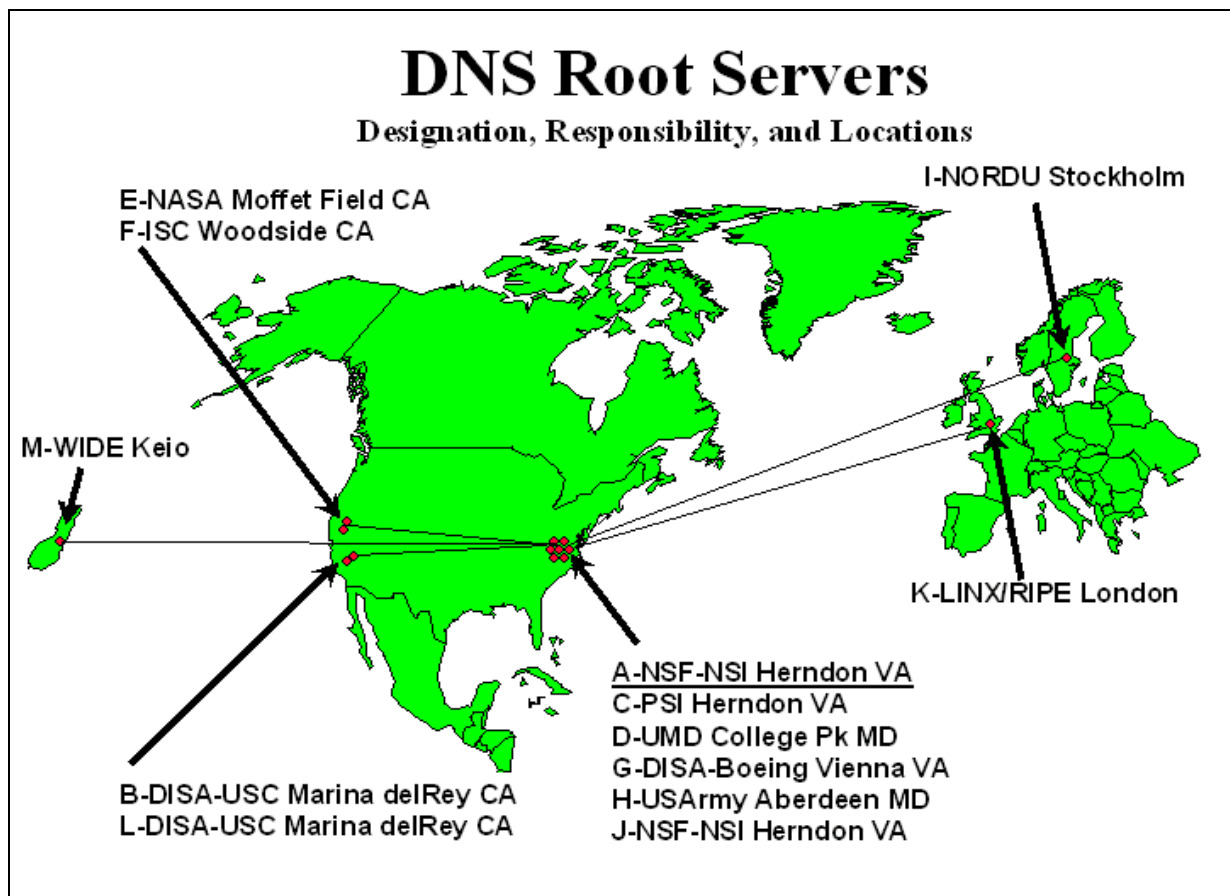 DNS Root Servers
Designation, Responsibility, and Locations
E-NASA Moffet Field CA
F-ISC Woodside CA
I-NORDU Stockholm
M-WIDE Keio
K-LINX/RIPE London
A-NSF-NSI Herndon VA
C-PSI Herndon VA
D-UMD College Pk MD
G-DISA-Boeing Vienna VA
H-USArmy Aberdeen MD
J-NSF-NSI Herndon VA
B-DISA-USC Marina delRey CA
L-DISA-USC Marina delRey CA